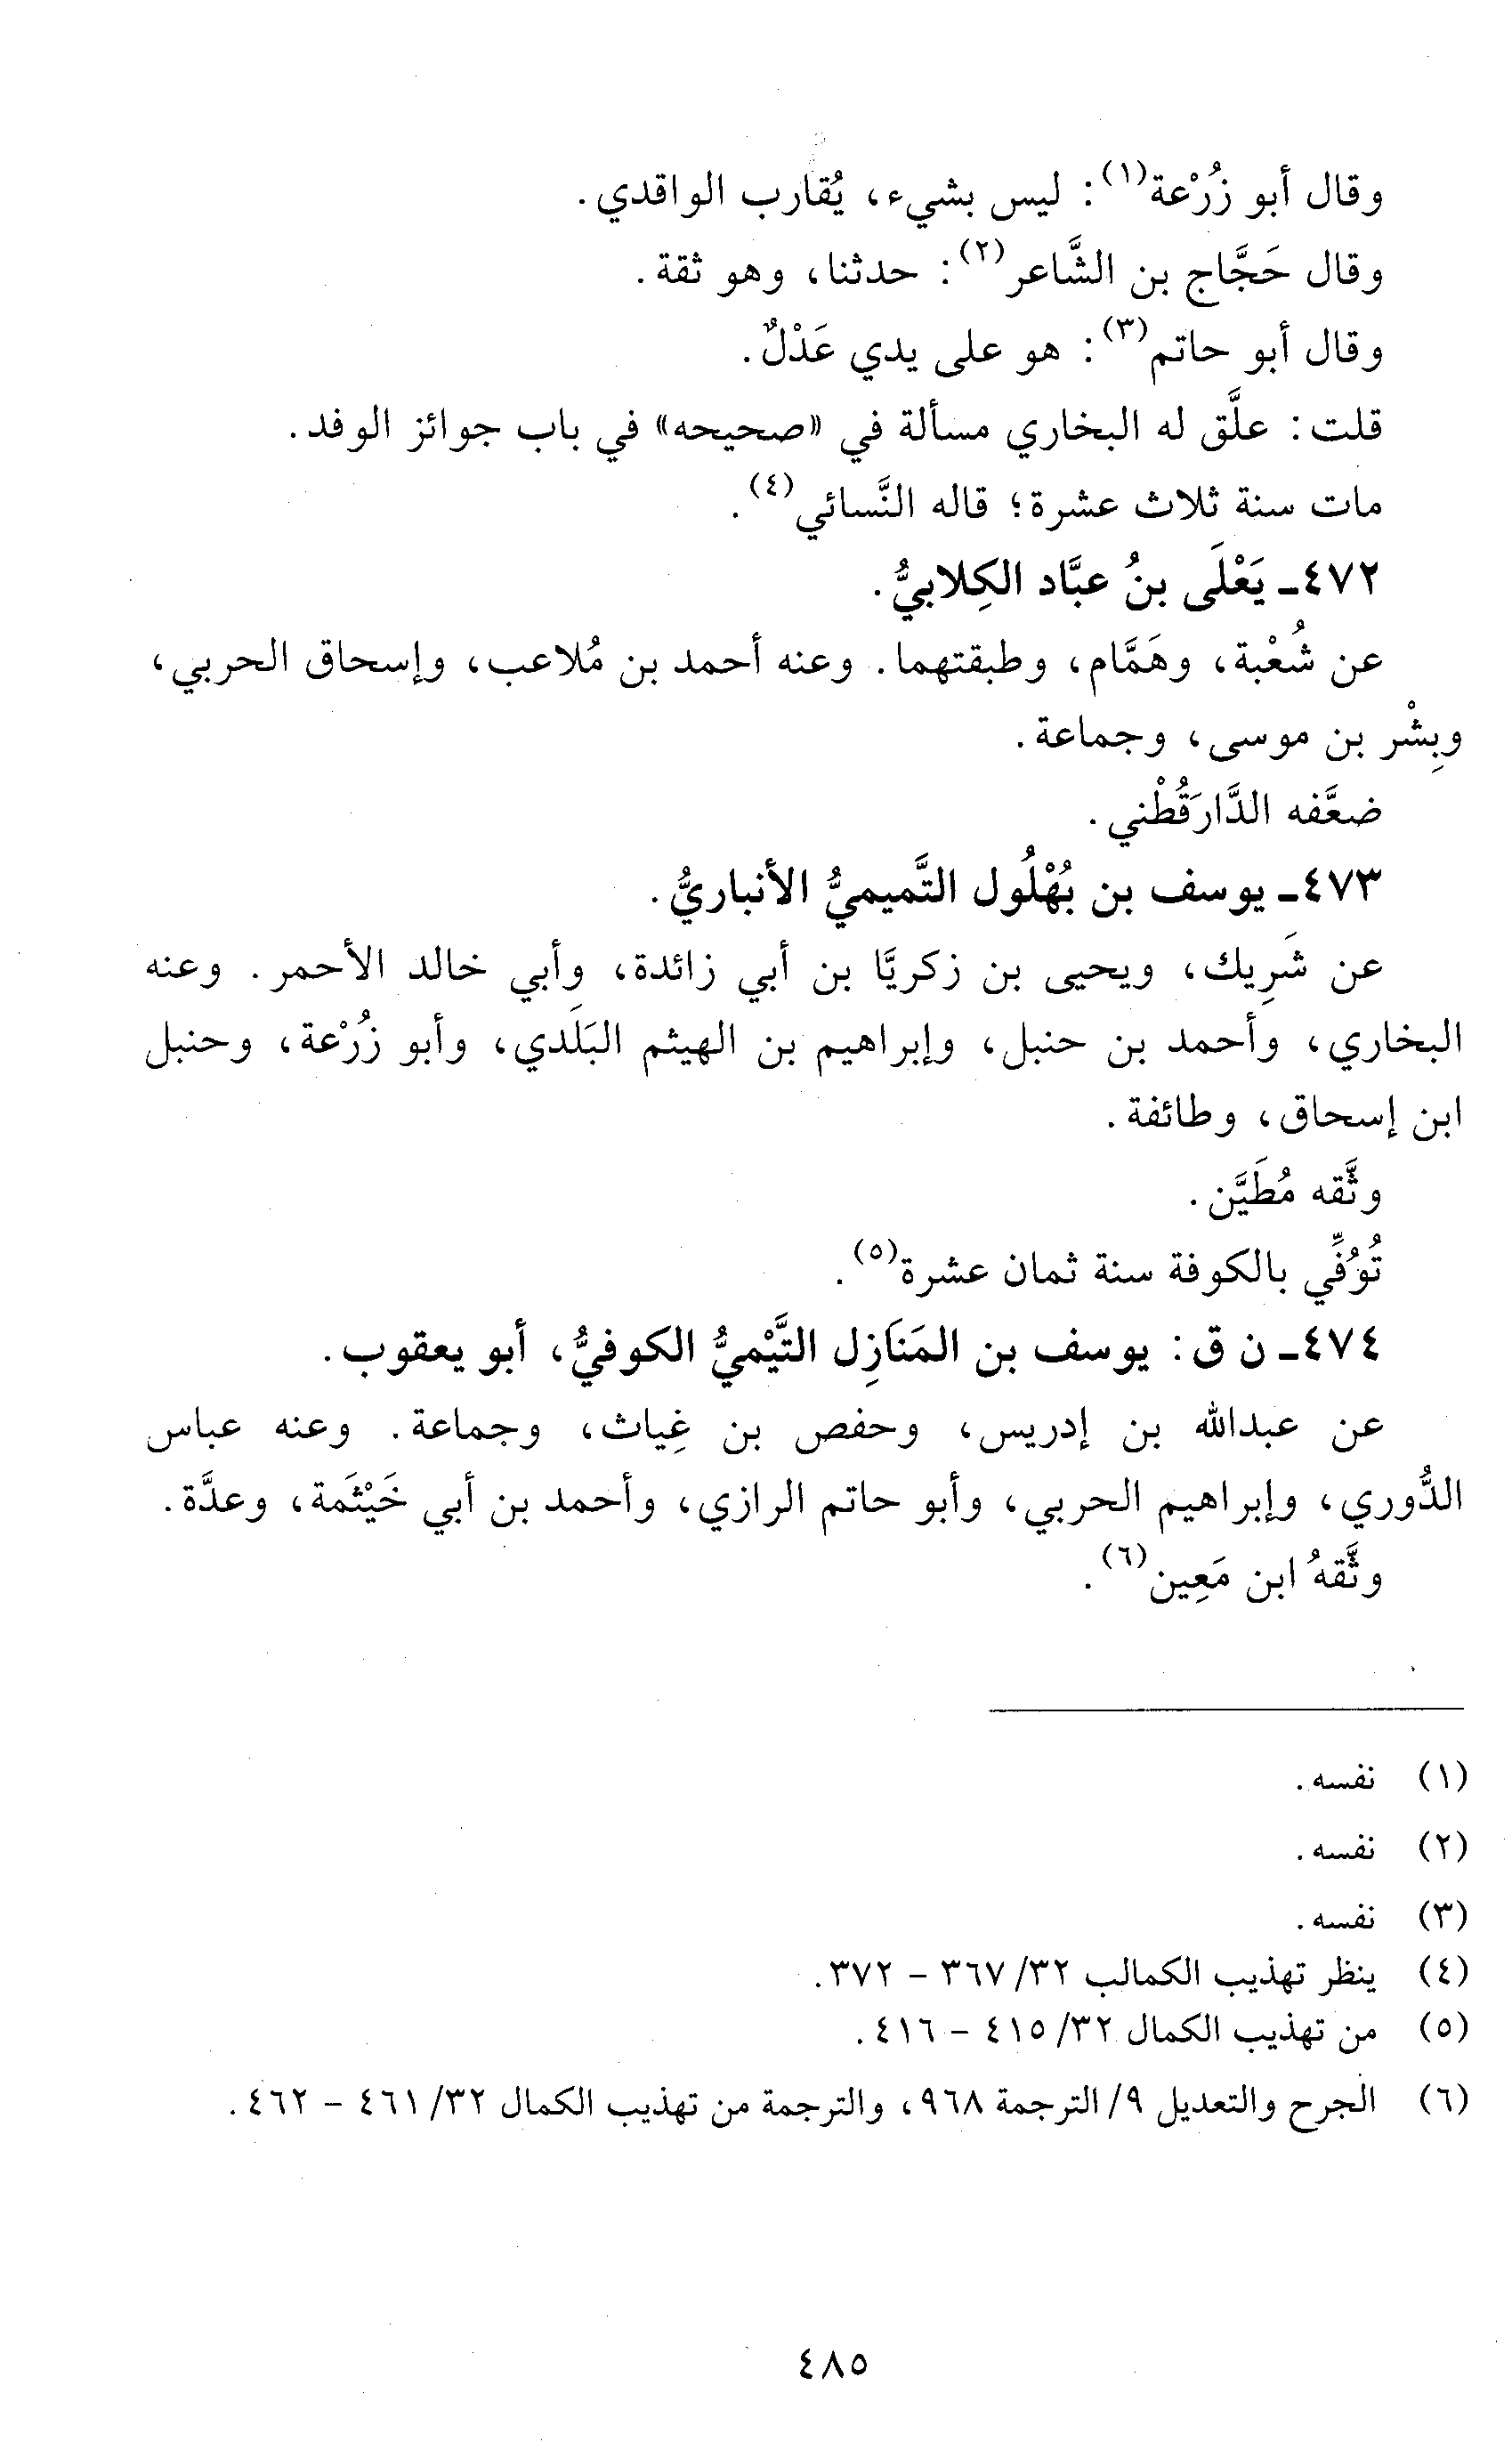 وقال أبو زُرْعة(١): ليس بشيء، يُقارب الواقدي.
وقال حَجَّاج بن الشَّاعر(٢): حدثنا، وهو ثقة.
وقال أبو حاتم(٣): هو على يدي عَدْلٌ.
قلت: علَّق له البخاري مسألة في «صحيحه» في باب جوائز الوفد.
مات سنة ثلاث عشرة؛ قاله النَّسائي(٤).
٤٧٢- يَعْلَى بنُ عبَّاد الكِلابيُّ.
عن شُعْبة، وهَمَّام، وطبقتهما. وعنه أحمد بن مُلاعب، وإسحاق الحربي،
وبِشْر بن موسى، وجماعة.
ضعَّفه الدَّارَقُطْني.
٤٧٣- يوسف بن بُهْلُول التَّميميُّ الأنباريُّ.
عن شَرِيك، ويحيى بن زكريَّا بن أبي زائدة، وأبي خالد الأحمر. وعنه
البخاري، وأحمد بن حنبل، وإبراهيم بن الهيثم البَلَدي، وأبو زُرْعة، وحنبل
ابن إسحاق، وطائفة.
وثَّقه مُطَيَّن.
تُوُفِّي بالكوفة سنة ثمان عشرة(٥).
٤٧٤- ن ق: يوسف بن المَنَازِل التَّيْميُّ الكوفيُّ، أبو يعقوب.
عن عبدالله بن إدريس، وحفص بن غِياث، وجماعة. وعنه عباس
الدُّوري، وإبراهيم الحربي، وأبو حاتم الرازي، وأحمد بن أبي خَيْثَمة، وعدَّة.
وثَّقهُ ابن مَعِين(٦).
(١) نفسه.
(٢) نفسه.
(٣) نفسه.
(٤) ينظر تهذيب الكمالب ٣٢/ ٣٦٧ - ٣٧٢.
(٥) من تهذيب الكمال ٣٢/ ٤١٥ - ٤١٦.
(٦) الجرح والتعديل ٩/ الترجمة ٩٦٨، والترجمة من تهذيب الكمال ٣٢/ ٤٦١ - ٤٦٢.
٤٨٥